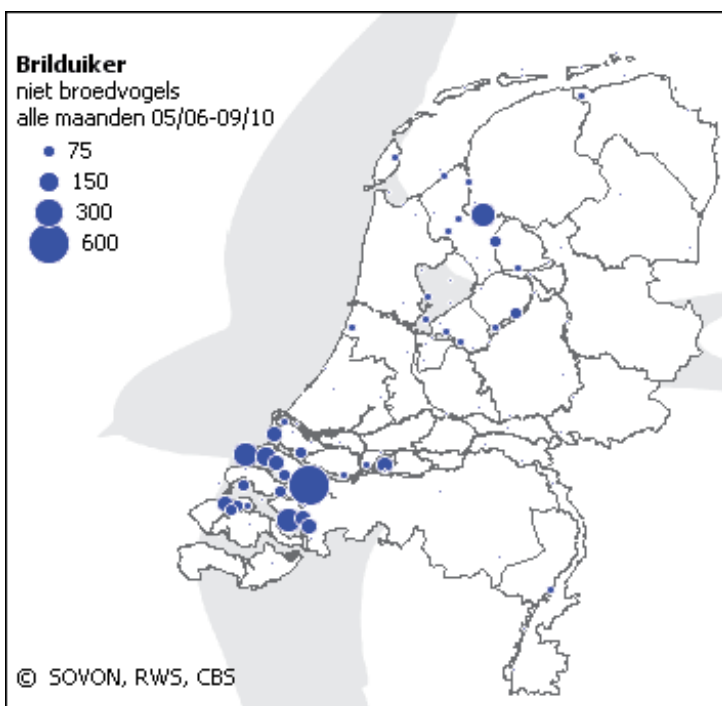 Brilduiker
niet broedvogels
alle maanden 05/06-09/10
75
150
300
600
© SOVON, RWS, CBS